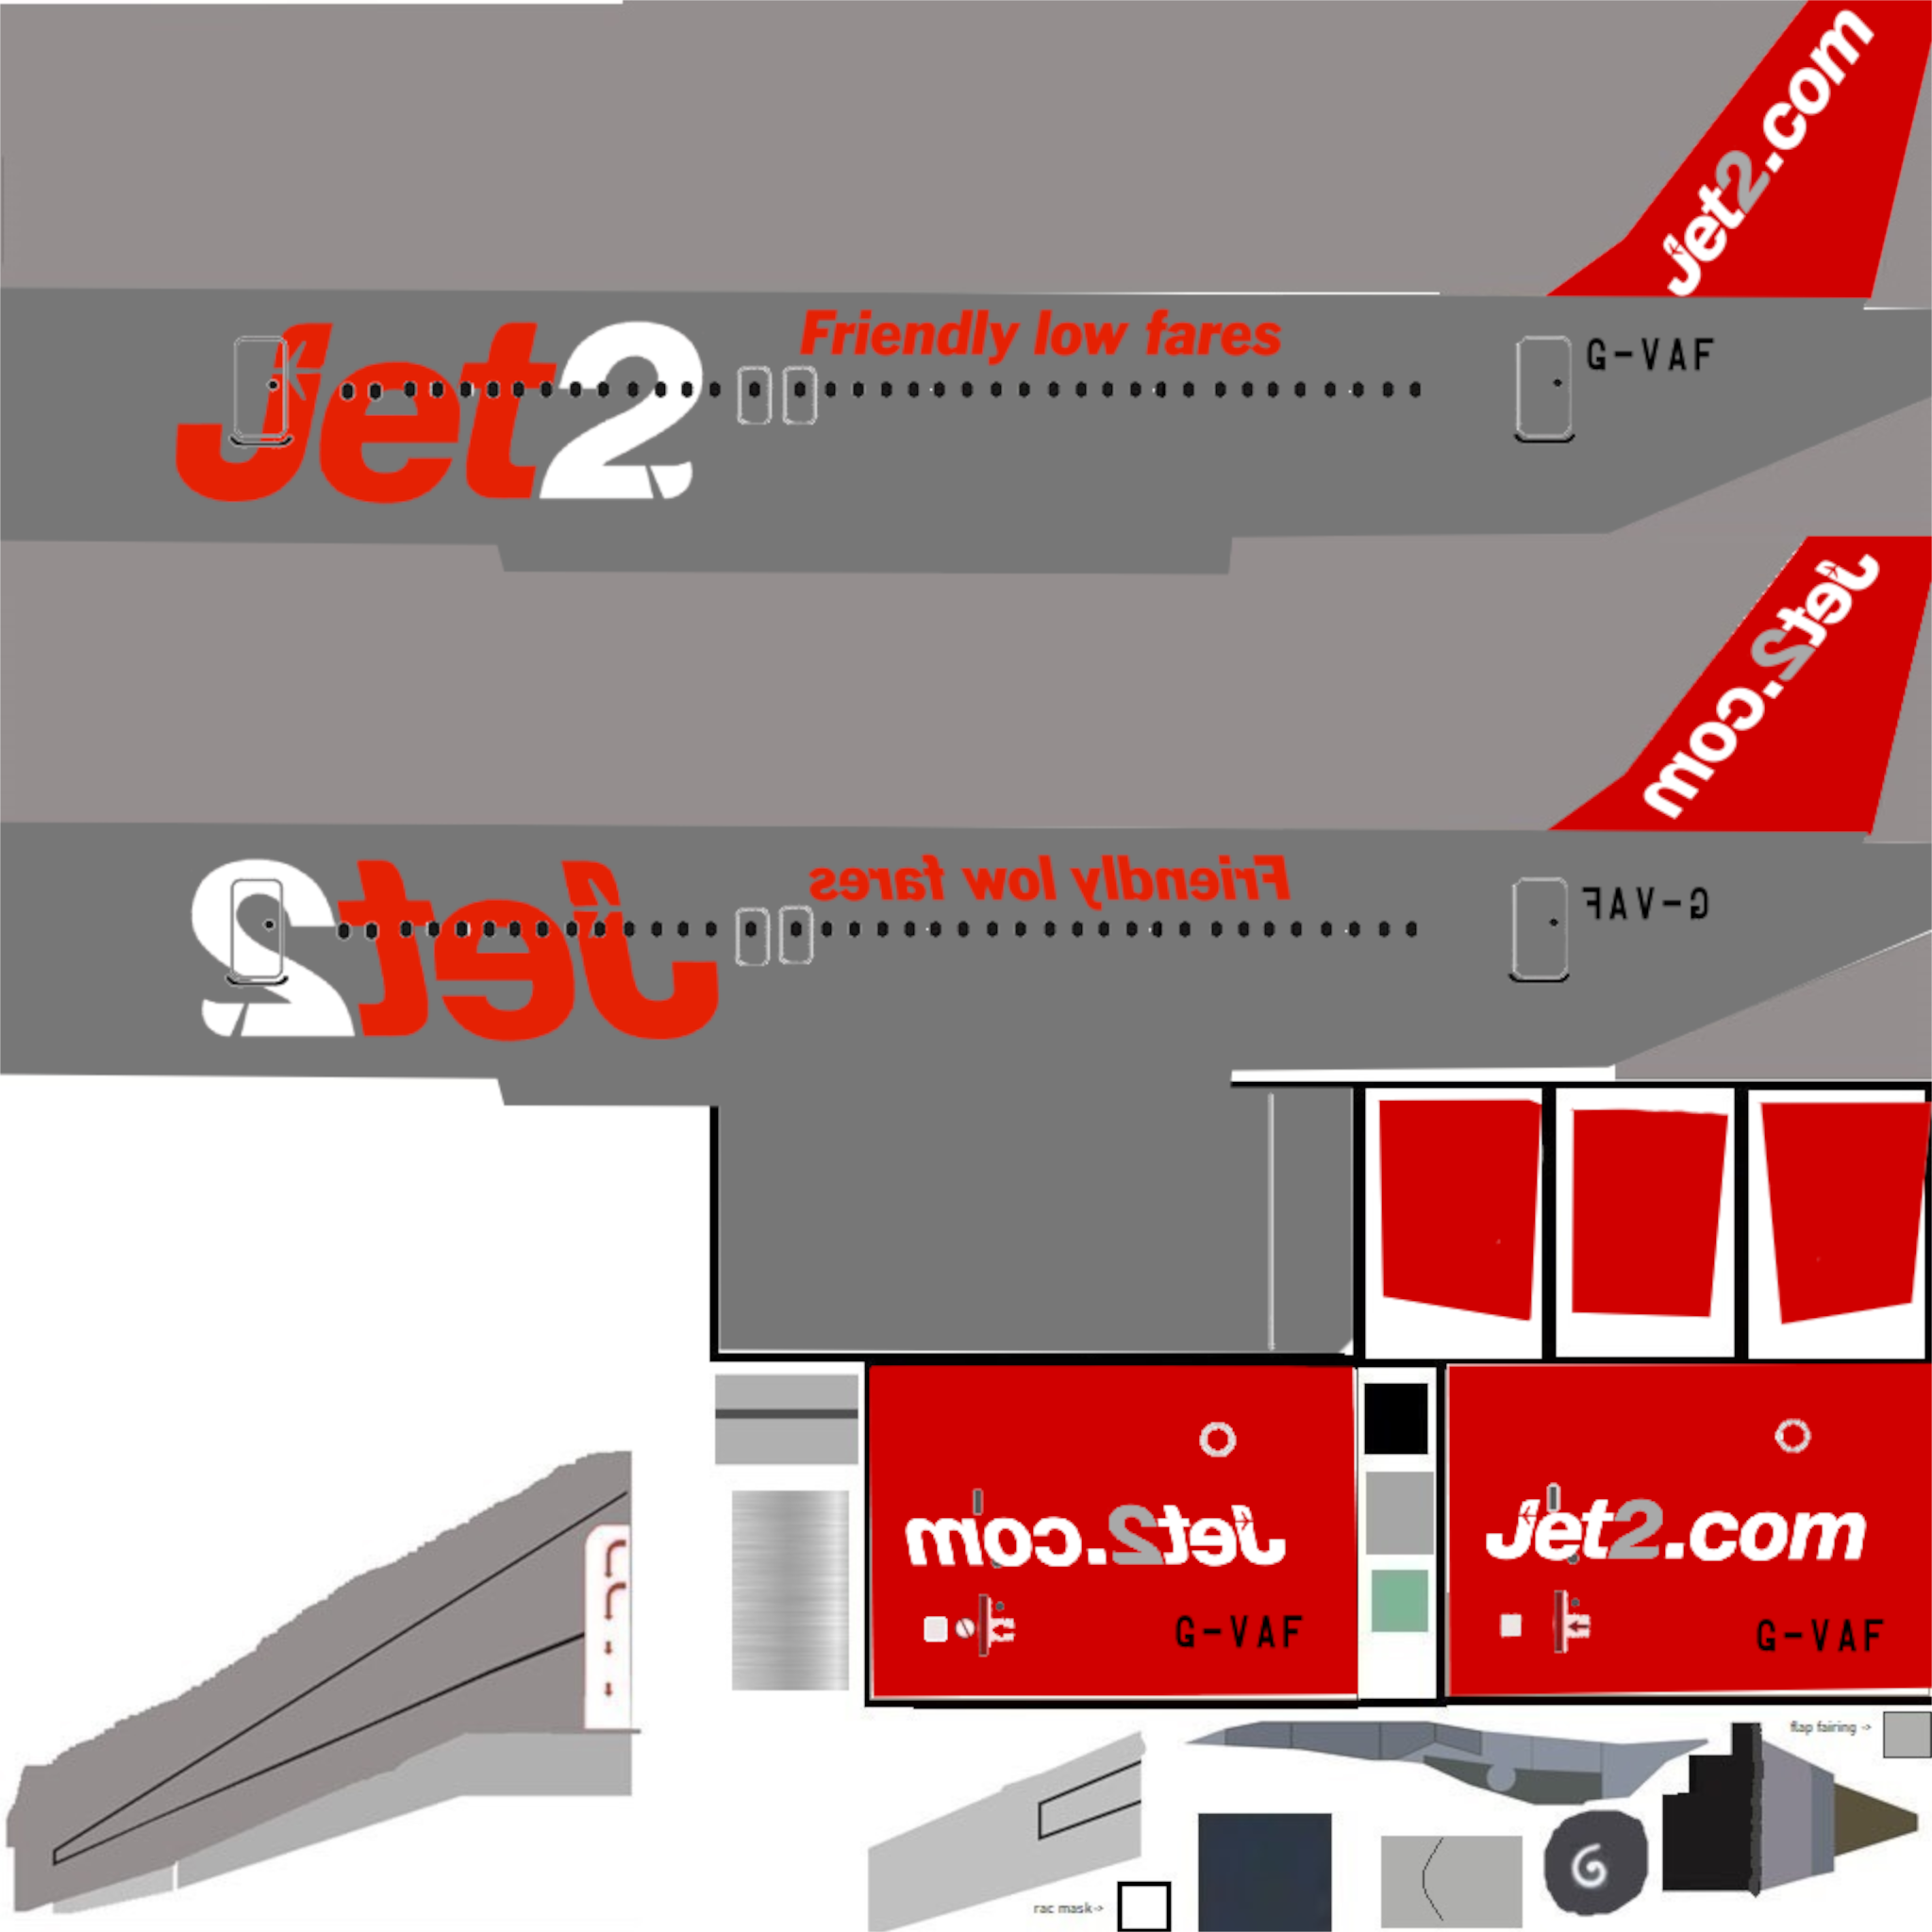 Jet2.com
Friendly low fares
G-VAF
Jet2
Jet2.com
Friendly low fares
G-VAF
Jet2
Jet2.com
Jet2.com
G-VAF
G-VAF
flap fairing ->
rac mask->